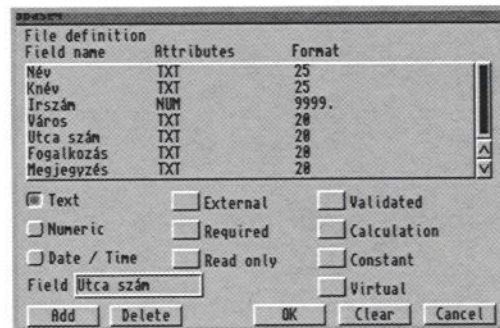 File definition
Field name Attributes Format
Név TXT 25
Knév TXT 25
Irszám NUM 9999.
Város TXT 20
Utca szám TXT 20
Fogalkozás TXT 20
Megjegyzés TXT 20
Text External Validated
Numeric Required Calculation
Date / Time Read only Constant
Field Utca szám Virtual
Add Delete OK Clear Cancel